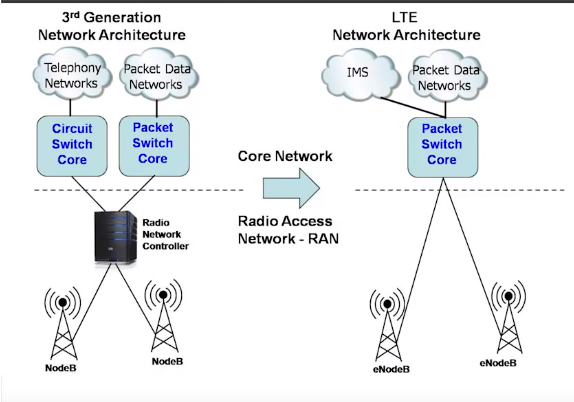 3rd Generation
Network Architecture
Telephony
Networks
Packet Data
Networks
Circuit
Switch
Core
Packet
Switch
Core
Radio
Network
Controller
NodeB
NodeB
Core Network
Radio Access
Network - RAN
LTE
Network Architecture
IMS
Packet Data
Networks
Packet
Switch
Core
eNodeB
eNodeB